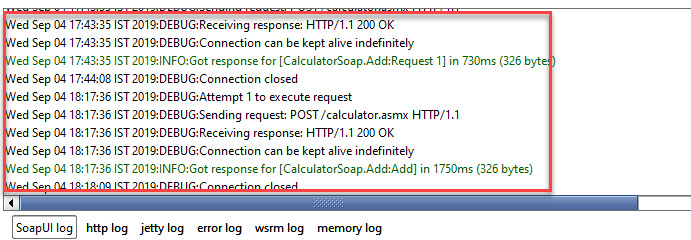 Wed Sep 04 17:43:35 IST 2019:DEBUG:Receiving response: HTTP/1.1 200 OK
Wed Sep 04 17:43:35 IST 2019:DEBUG:Connection can be kept alive indefinitely
Wed Sep 04 17:43:35 IST 2019:INFO:Got response for [CalculatorSoap.Add:Request 1] in 730ms (326 bytes)
Wed Sep 04 17:44:08 IST 2019:DEBUG:Connection closed
Wed Sep 04 18:17:36 IST 2019:DEBUG:Attempt 1 to execute request
Wed Sep 04 18:17:36 IST 2019:DEBUG:Sending request: POST /calculator.asmx HTTP/1.1
Wed Sep 04 18:17:36 IST 2019:DEBUG:Receiving response: HTTP/1.1 200 OK
Wed Sep 04 18:17:36 IST 2019:DEBUG:Connection can be kept alive indefinitely
Wed Sep 04 18:17:36 IST 2019:INFO:Got response for [CalculatorSoap.Add:Add] in 1750ms (326 bytes)
Wed Sep 04 18:18:09 IST 2019:DEBUG:Connection closed
SoapUI log http log jetty log error log wsrm log memory log